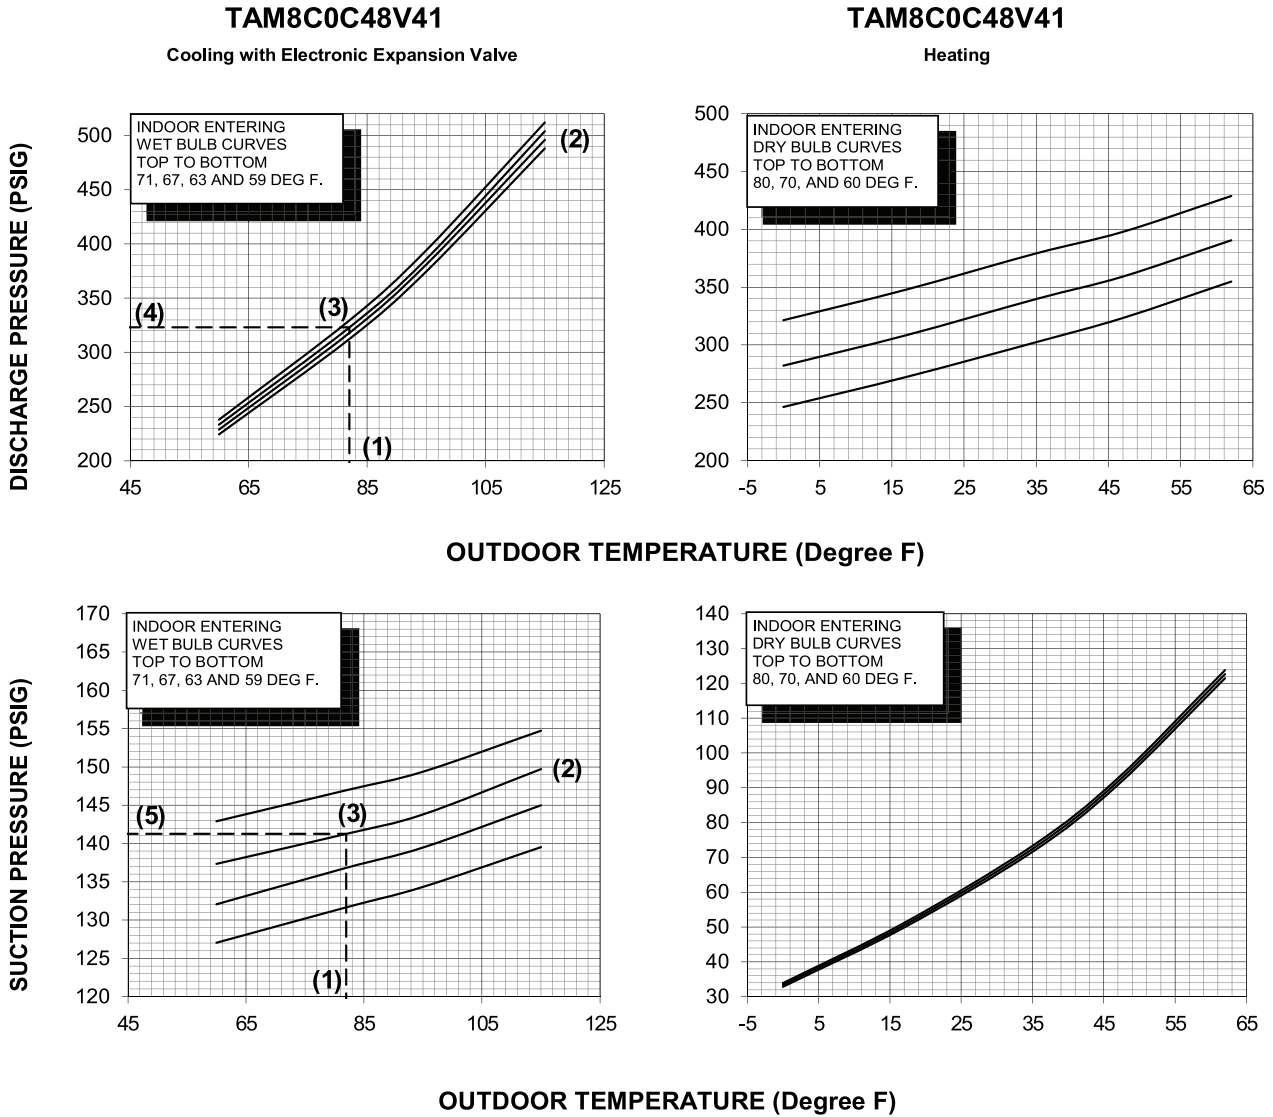 TAM8C0C48V41
Cooling with Electronic Expansion Valve
TAM8C0C48V41
Heating
DISCHARGE PRESSURE (PSIG)
INDOOR ENTERING
WET BULB CURVES
TOP TO BOTTOM
71, 67, 63 AND 59 DEG F.
500
450
400
350
300
250
200
(2)
(3)
(4)
(1)
45 65 85 105 125
INDOOR ENTERING
DRY BULB CURVES
TOP TO BOTTOM
80, 70, AND 60 DEG F.
500
450
400
350
300
250
200
-5 5 15 25 35 45 55 65
OUTDOOR TEMPERATURE (Degree F)
SUCTION PRESSURE (PSIG)
INDOOR ENTERING
WET BULB CURVES
TOP TO BOTTOM
71, 67, 63 AND 59 DEG F.
170
165
160
155
150
145
140
135
130
125
120
(2)
(5)
(3)
(1)
45 65 85 105 125
INDOOR ENTERING
DRY BULB CURVES
TOP TO BOTTOM
80, 70, AND 60 DEG F.
140
130
120
110
100
90
80
70
60
50
40
30
-5 5 15 25 35 45 55 65
OUTDOOR TEMPERATURE (Degree F)